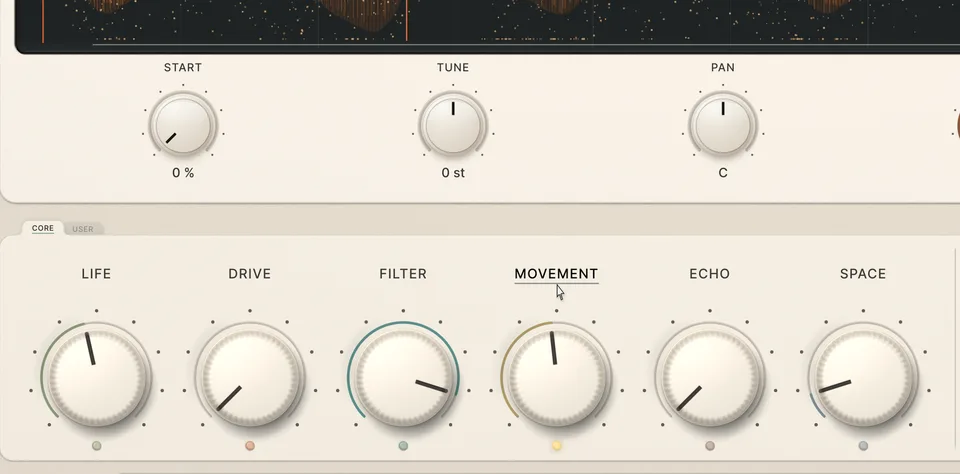 START
TUNE
PAN
0 %
0 st
C
CORE
USER
LIFE
DRIVE
FILTER
MOVEMENT
ECHO
SPACE